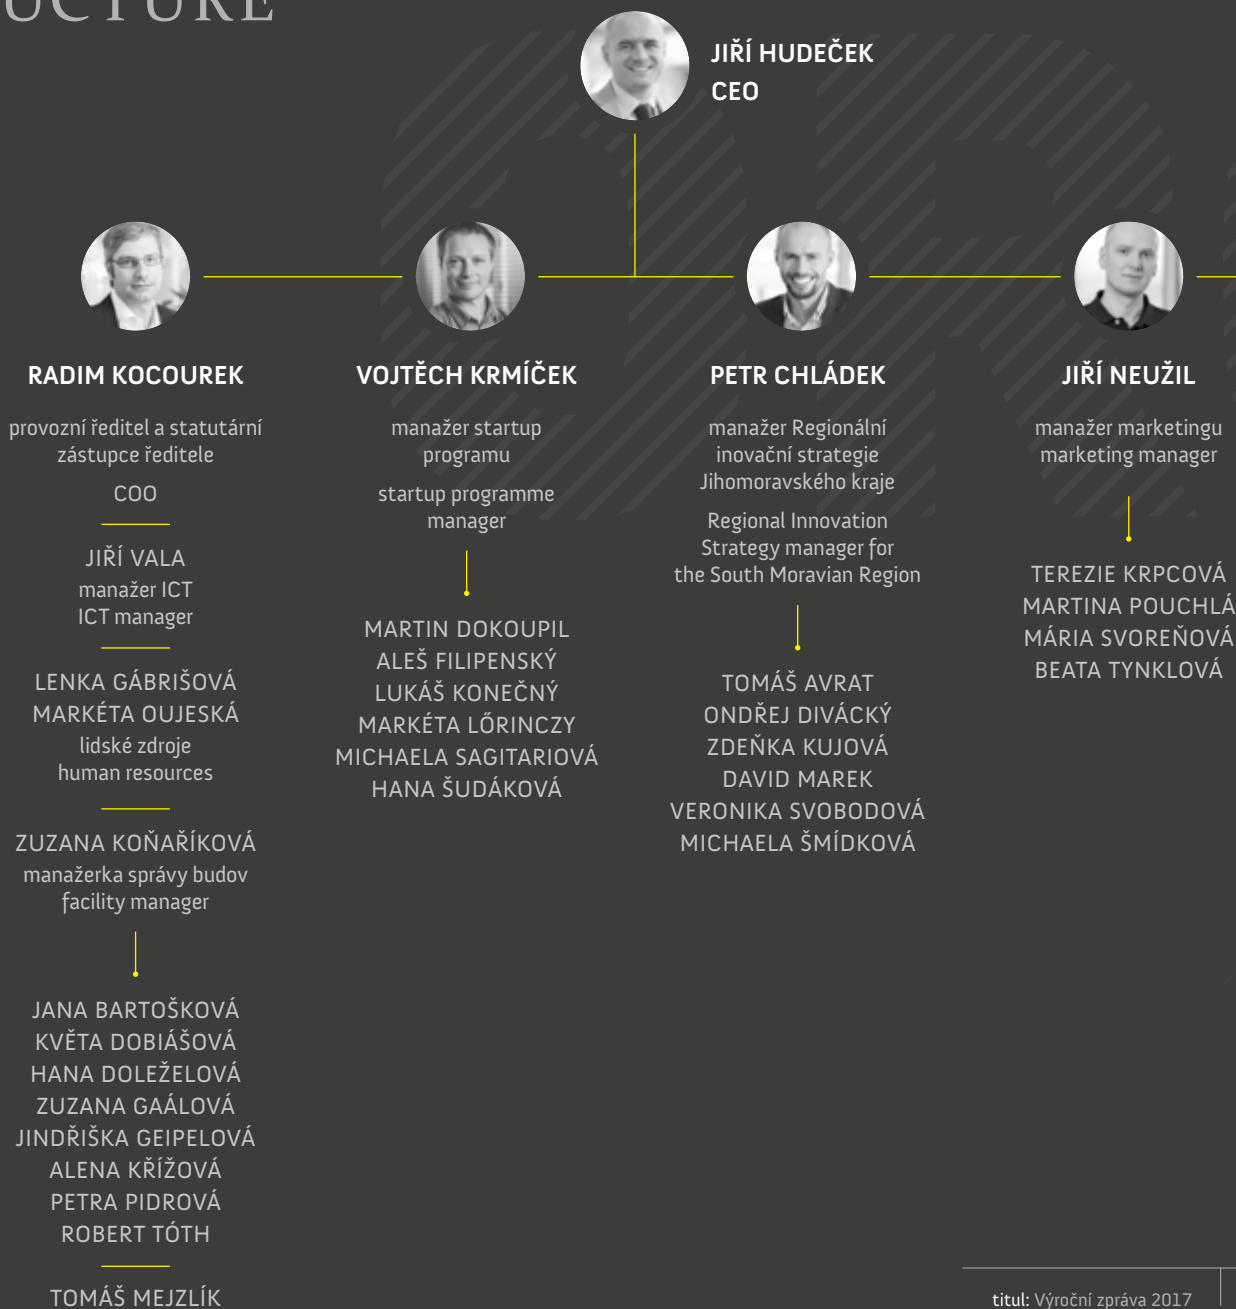 UCTURE
JIŘÍ HUDEČEK
CEO
RADIM KOCOUREK
provozní ředitel a statutární
zástupce ředitele
COO
JIŘÍ VALA
manažer ICT
ICT manager
LENKA GÁBRIŠOVÁ
MARKÉTA OUJESKÁ
lidské zdroje
human resources
ZUZANA KOŇAŘÍKOVÁ
manažerka správy budov
facility manager
JANA BARTOŠKOVÁ
KVĚTA DOBIÁŠOVÁ
HANA DOLEŽELOVÁ
ZUZANA GAÁLOVÁ
JINDŘIŠKA GEIPELOVÁ
ALENA KŘÍŽOVÁ
PETRA PIDROVÁ
ROBERT TÓTH
TOMÁŠ MEJZLÍK
VOJTĚCH KRMÍČEK
manažer startup
programu
startup programme
manager
MARTIN DOKOUPIL
ALEŠ FILIPENSKÝ
LUKÁŠ KONEČNÝ
MARKÉTA LŐRINCZY
MICHAELA SAGITARIOVÁ
HANA ŠUDÁKOVÁ
PETR CHLÁDEK
manažer Regionální
inovační strategie
Jihomoravského kraje
Regional Innovation
Strategy manager for
the South Moravian Region
TOMÁŠ AVRAT
ONDŘEJ DIVÁCKÝ
ZDEŇKA KUJOVÁ
DAVID MAREK
VERONIKA SVOBODOVÁ
MICHAELA ŠMÍDKOVÁ
JIŘÍ NEUŽIL
manažer marketingu
marketing manager
TEREZIE KRPCOVÁ
MARTINA POUCHLÁ
MÁRIA SVOREŇOVÁ
BEATA TYNKLOVÁ
titul: Výroční zpráva 2017